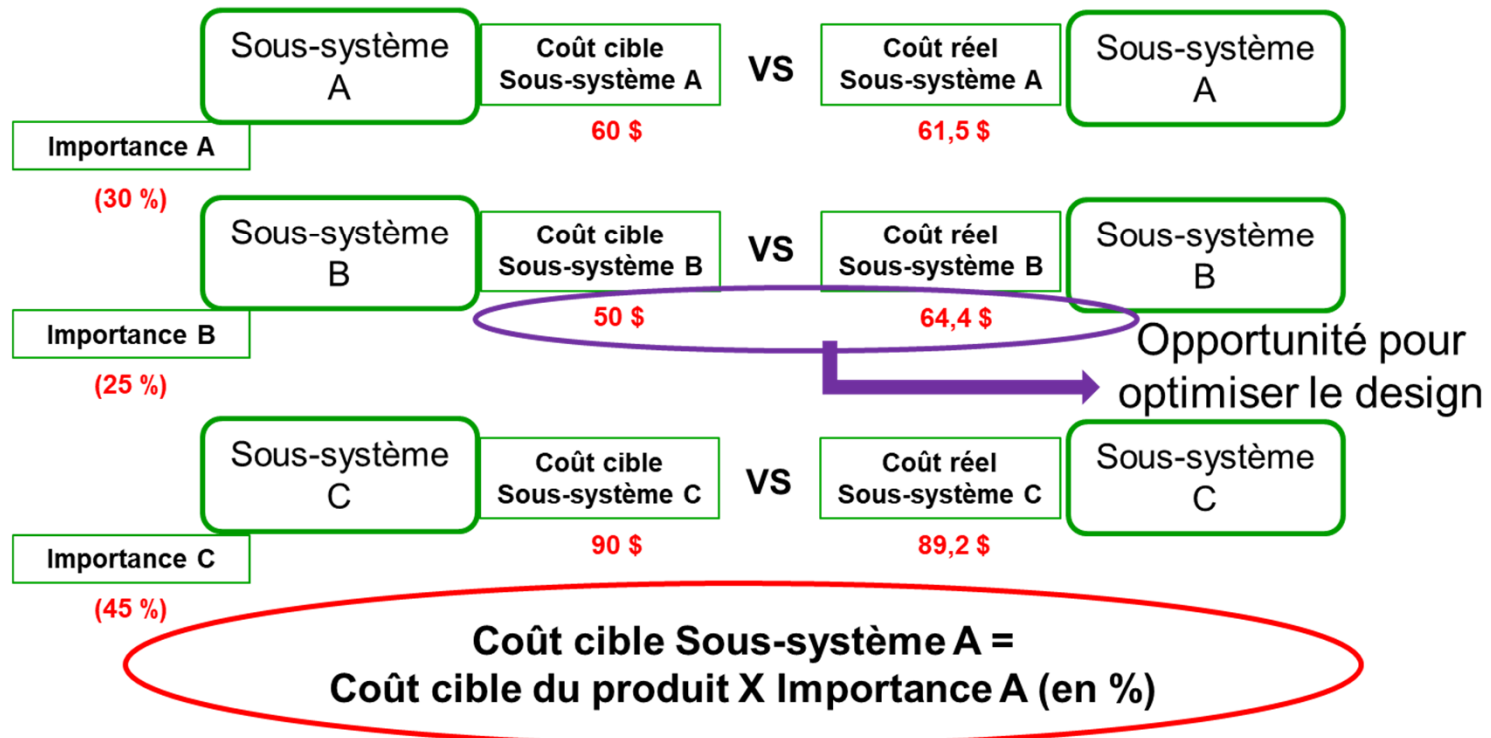 Sous-système
A
Coût cible
Sous-système A
VS
Coût réel
Sous-système A
Sous-système
A
60 $
61,5 $
Importance A
(30 %)
Sous-système
B
Coût cible
Sous-système B
VS
Coût réel
Sous-système B
Sous-système
B
50 $
64,4 $
Importance B
(25 %)
Opportunité pour
optimiser le design
Sous-système
C
Coût cible
Sous-système C
VS
Coût réel
Sous-système C
Sous-système
C
90 $
89,2 $
Importance C
(45 %)
Coût cible Sous-système A =
Coût cible du produit X Importance A (en %)